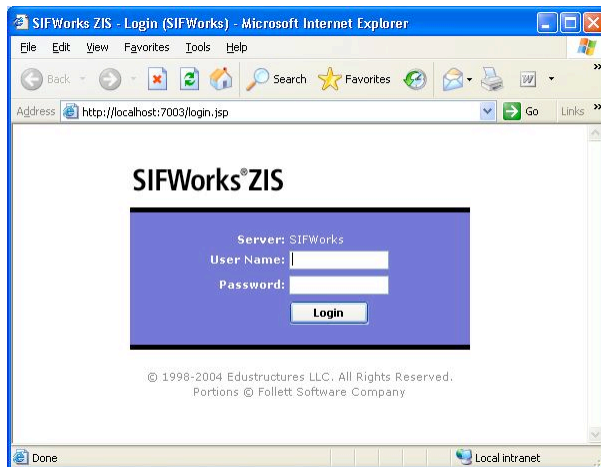 SIFWorks ZIS - Login (SIFWorks) - Microsoft Internet Explorer
File Edit View Favorites Tools Help
Back Search Favorites
Address http://localhost:7003/login.jsp Go Links »
SIFWorks®ZIS
Server: SIFWorks
User Name:
Password:
Login
© 1998-2004 Edustructures LLC. All Rights Reserved.
Portions © Follett Software Company
Done Local intranet